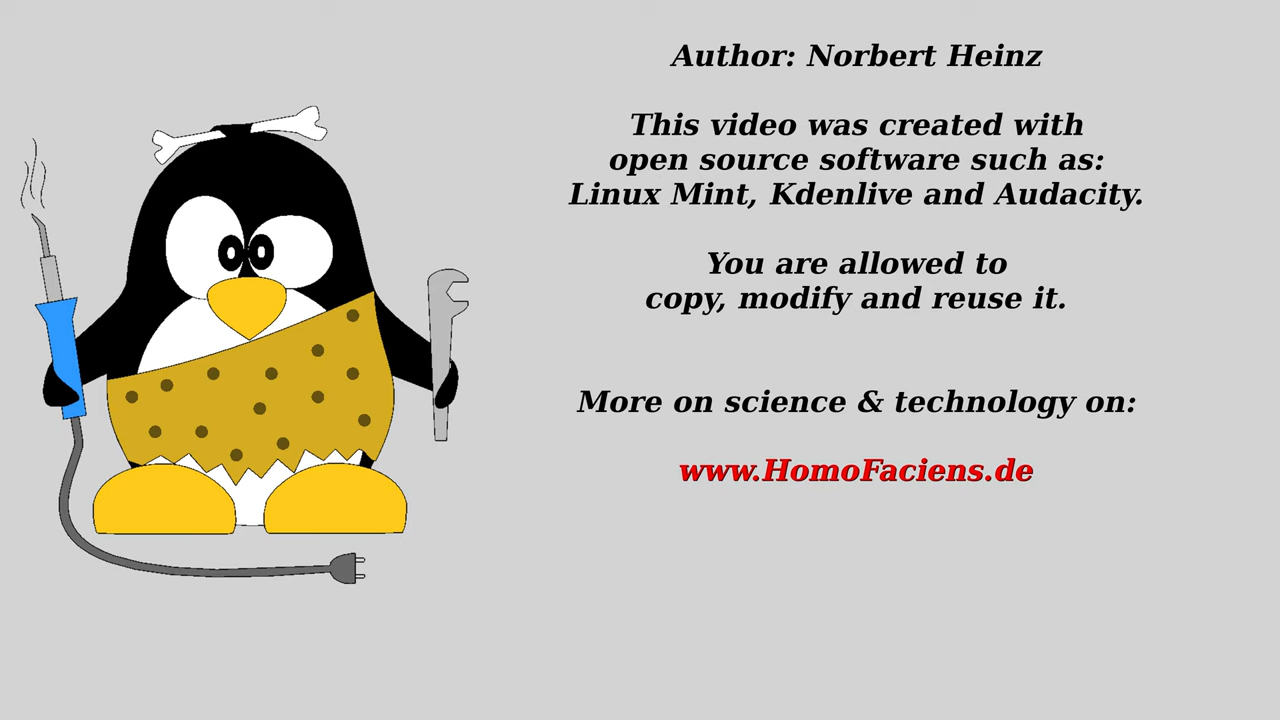 Author: Norbert Heinz
This video was created with
open source software such as:
Linux Mint, Kdenlive and Audacity.
You are allowed to
copy, modify and reuse it.
More on science & technology on:
www.HomoFaciens.de